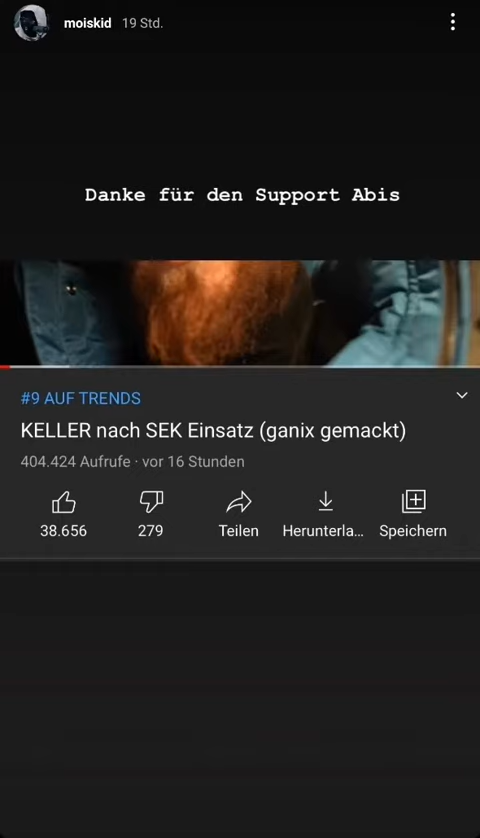 moiskid 19 Std.
Danke für den Support Abis
#9 AUF TRENDS
KELLER nach SEK Einsatz (ganix gemackt)
404.424 Aufrufe · vor 16 Stunden
38.656 279 Teilen Herunterla... Speichern